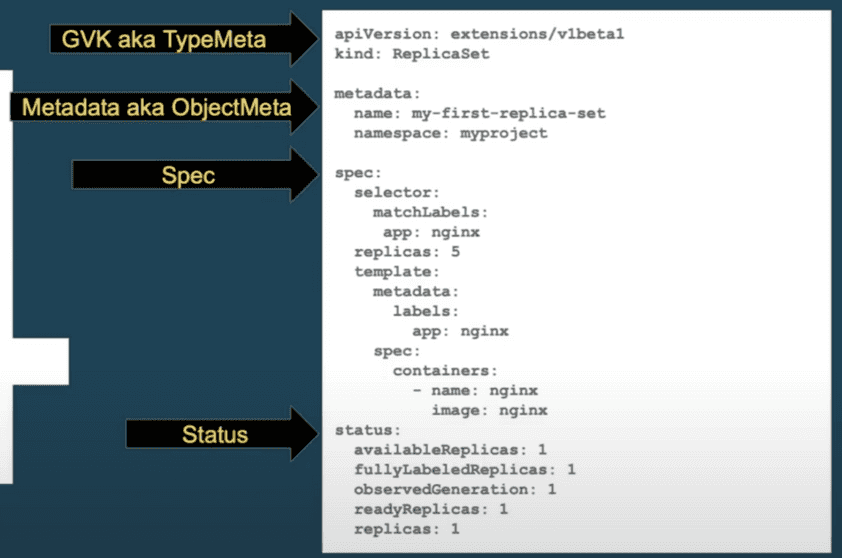 GVK aka TypeMeta
Metadata aka ObjectMeta
Spec
Status
apiVersion: extensions/v1beta1
kind: ReplicaSet
metadata:
  name: my-first-replica-set
  namespace: myproject
spec:
  selector:
    matchLabels:
     app: nginx
  replicas: 5
  template:
    metadata:
      labels:
        app: nginx
    spec:
      containers:
        - name: nginx
          image: nginx
status:
  availableReplicas: 1
  fullyLabeledReplicas: 1
  observedGeneration: 1
  readyReplicas: 1
  replicas: 1